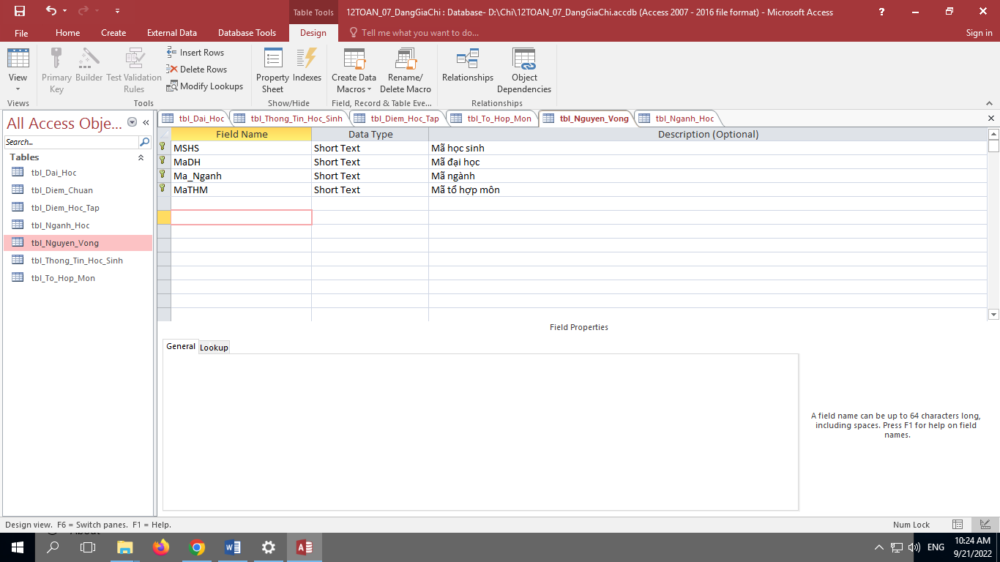 Table Tools
12TOAN_07_DangGiaChi : Database- D:\Chi\12TOAN_07_DangGiaChi.accdb (Access 2007 - 2016 file format) - Microsoft Access
?
File Home Create External Data Database Tools Design Tell me what you want to do... Sign in
View
Primary Key
Builder
Test Validation Rules
Insert Rows
Delete Rows
Modify Lookups
Property Sheet
Indexes
Create Data Macros
Rename/ Delete Macro
Relationships
Object Dependencies
Views Tools Show/Hide Field, Record & Table Eve... Relationships
All Access Obje...
Search...
Tables
tbl_Dai_Hoc
tbl_Diem_Chuan
tbl_Diem_Hoc_Tap
tbl_Nganh_Hoc
tbl_Nguyen_Vong
tbl_Thong_Tin_Hoc_Sinh
tbl_To_Hop_Mon
tbl_Dai_Hoc tbl_Thong_Tin_Hoc_Sinh tbl_Diem_Hoc_Tap tbl_To_Hop_Mon tbl_Nguyen_Vong tbl_Nganh_Hoc
Field Name Data Type Description (Optional)
MSHS Short Text Mã học sinh
MaDH Short Text Mã đại học
Ma_Nganh Short Text Mã ngành
MaTHM Short Text Mã tổ hợp môn
Field Properties
General Lookup
A field name can be up to 64 characters long,
including spaces. Press F1 for help on field
names.
Design view. F6 = Switch panes. F1 = Help.
Num Lock
ENG
10:24 AM
9/21/2022